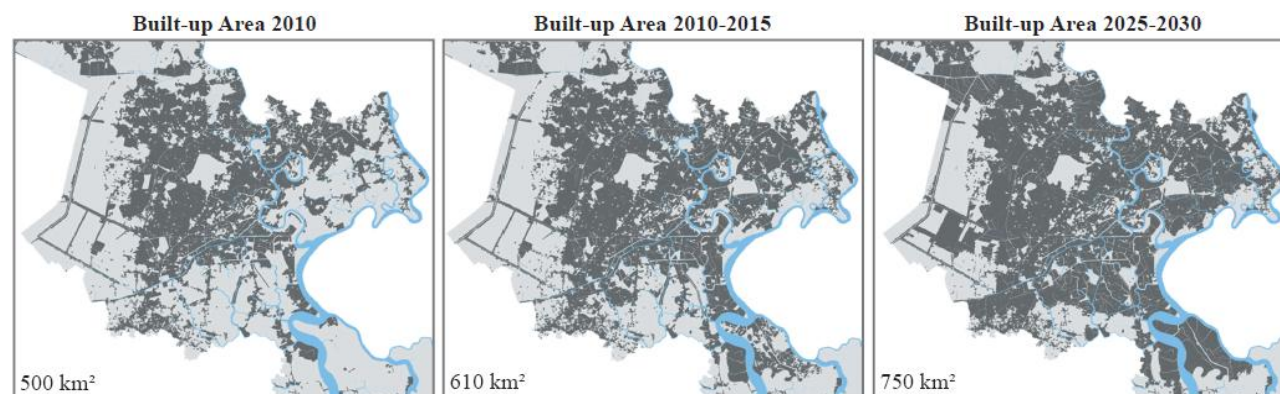 Built-up Area 2010
Built-up Area 2010-2015
Built-up Area 2025-2030
500 km²
610 km²
750 km²